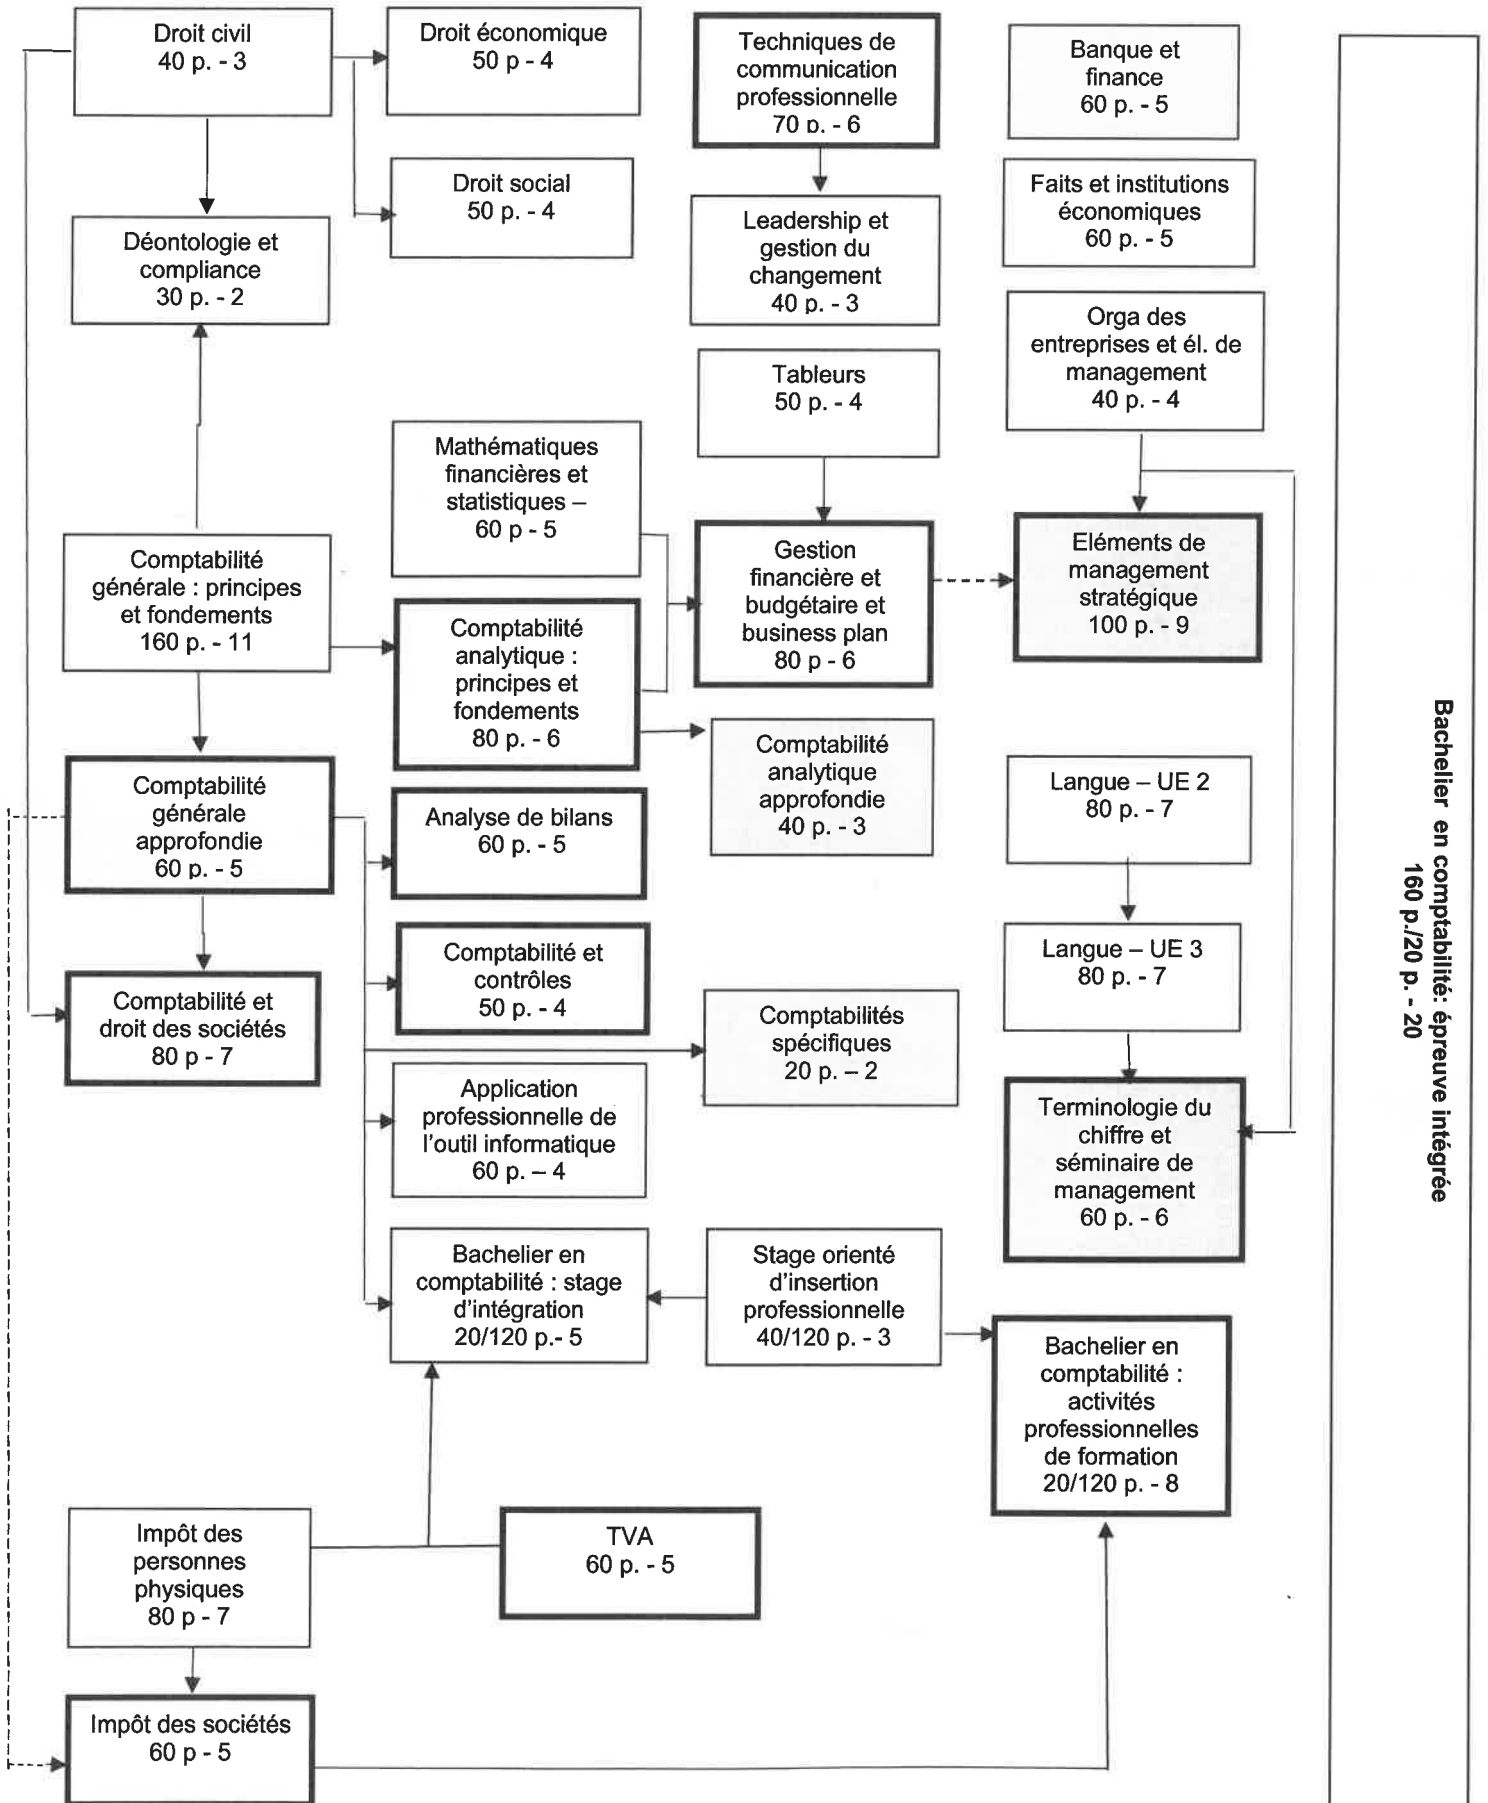 Droit civil
40 p. - 3
Droit économique
50 p - 4
Techniques de
communication
professionnelle
70 p. - 6
Banque et
finance
60 p. - 5
Droit social
50 p. - 4
Faits et institutions
économiques
60 p. - 5
Déontologie et
compliance
30 p. - 2
Leadership et
gestion du
changement
40 p. - 3
Orga des
entreprises et él. de
management
40 p. - 4
Tableurs
50 p. - 4
Mathématiques
financières et
statistiques –
60 p - 5
Comptabilité
générale : principes
et fondements
160 p. - 11
Gestion
financière et
budgétaire et
business plan
80 p - 6
Eléments de
management
stratégique
100 p. - 9
Comptabilité
analytique :
principes et
fondements
80 p. - 6
Comptabilité
analytique
approfondie
40 p. - 3
Comptabilité
générale
approfondie
60 p. - 5
Analyse de bilans
60 p. - 5
Langue – UE 2
80 p. - 7
Comptabilité et
contrôles
50 p. - 4
Langue – UE 3
80 p. - 7
Comptabilité et
droit des sociétés
80 p - 7
Comptabilités
spécifiques
20 p. – 2
Application
professionnelle de
l'outil informatique
60 p. – 4
Terminologie du
chiffre et
séminaire de
management
60 p. - 6
Bachelier en
comptabilité : stage
d'intégration
20/120 p.- 5
Stage orienté
d'insertion
professionnelle
40/120 p. - 3
Bachelier en
comptabilité :
activités
professionnelles
de formation
20/120 p. - 8
Impôt des
personnes
physiques
80 p - 7
TVA
60 p. - 5
Impôt des sociétés
60 p - 5
Bachelier en comptabilité: épreuve intégrée
160 p./20 p. - 20